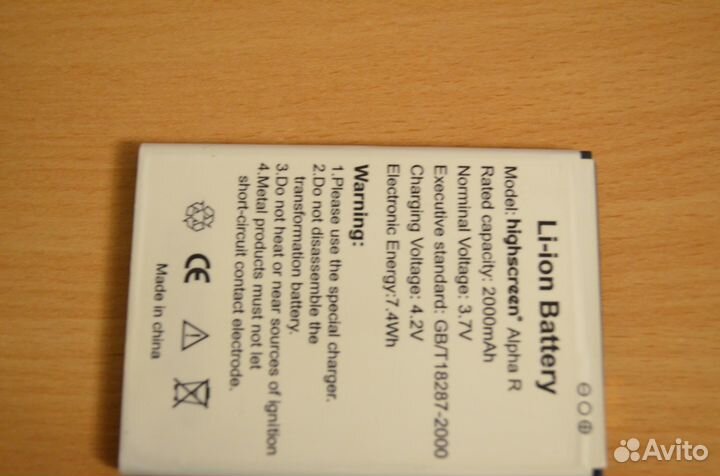 Li-ion Battery
Model: highscreen® Alpha R
Rated capacity: 2000mAh
Norminal Voltage: 3.7V
Executive standard: GB/T18287-2000
Charging Voltage: 4.2V
Electronic Energy:7.4Wh
Warning:
1.Please use the special charger.
2.Do not disassemble the
transformation battery.
3.Do not heat or near sources of ignition
4.Metal products must not let
short-circuit contact electrode.
CE
Made in china
Avito